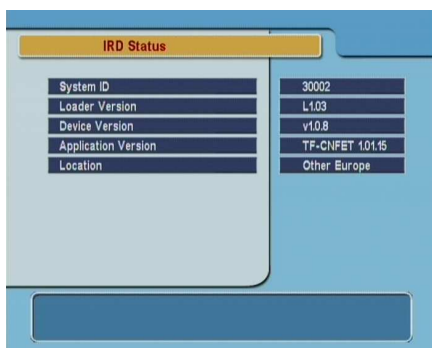 IRD Status
System ID 30002
Loader Version L1.03
Device Version v1.0.8
Application Version TF-CNFET 1.01.15
Location Other Europe